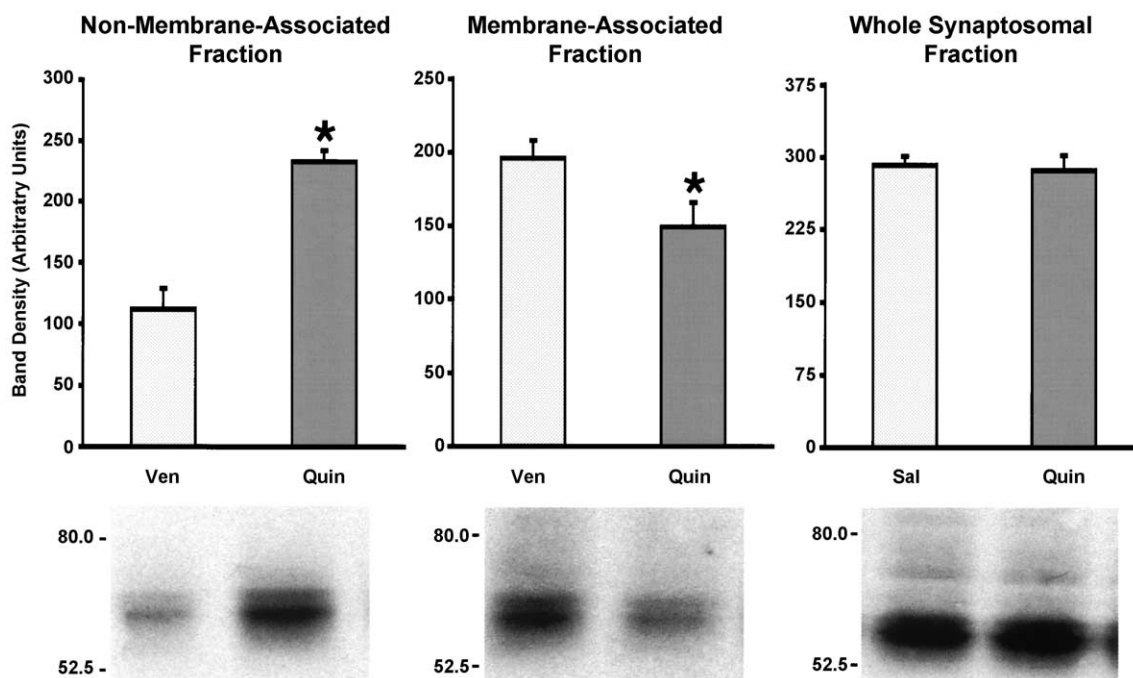 Non-Membrane-Associated
Fraction
Membrane-Associated
Fraction
Whole Synaptosomal
Fraction
Band Density (Arbitratry Units)
300
250
200
150
100
50
0
*
Ven
Quin
250
200
150
100
50
0
*
Ven
Quin
375
300
225
150
75
0
Sal
Quin
80.0 -
52.5 -
80.0 -
52.5 -
80.0 -
52.5 -